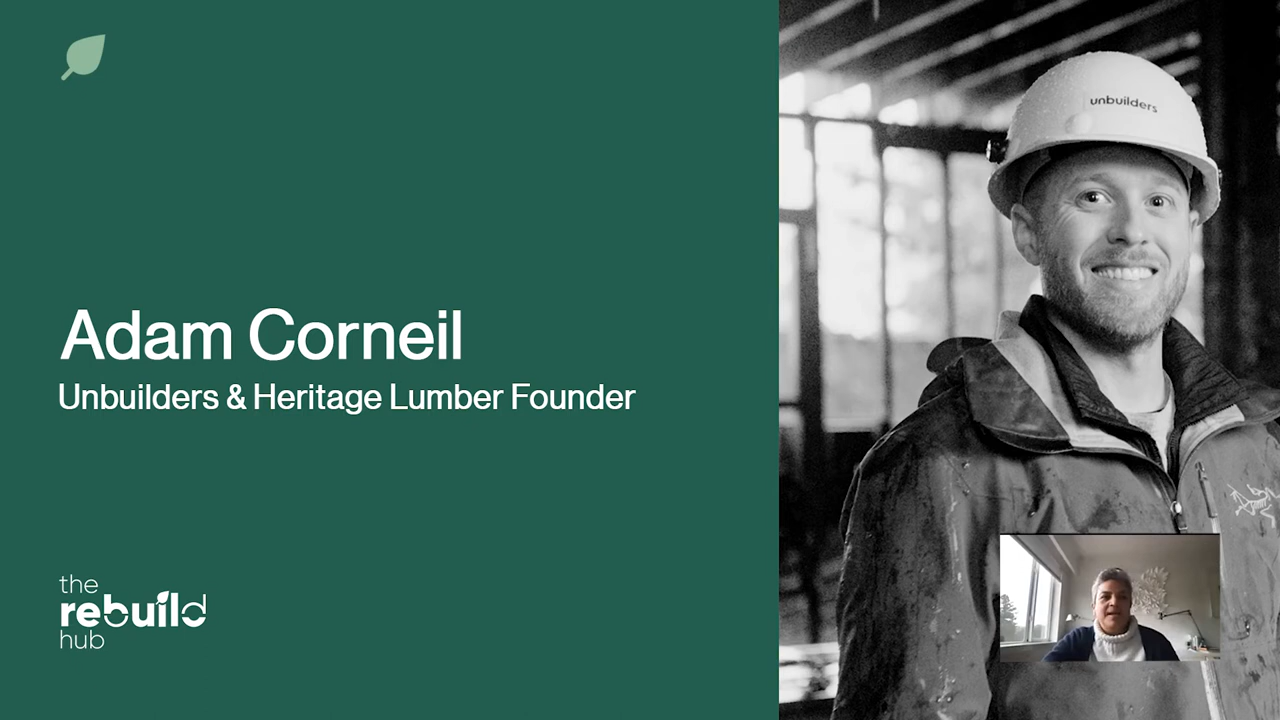 Adam Corneil
Unbuilders & Heritage Lumber Founder
the
rebuild
hub
unbuilders